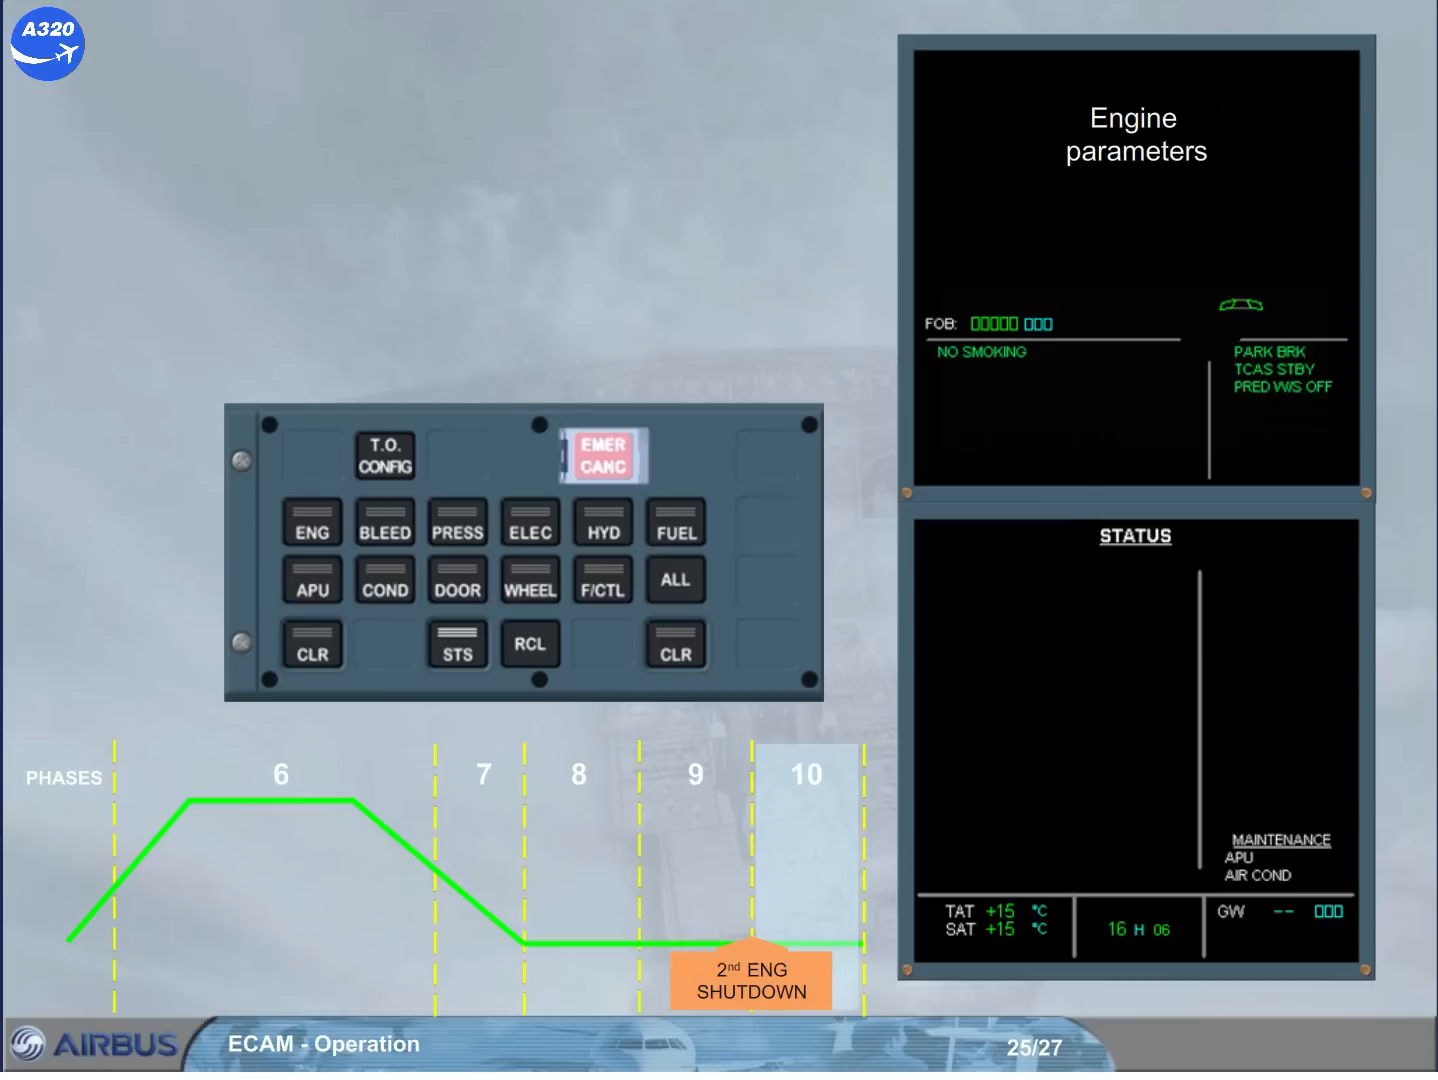 A320
Engine
parameters
FOB:
NO SMOKING
PARK BRK
TCAS STBY
PRED W/S OFF
T.O.
CONFIG
EMER
CANC
ENG
BLEED
PRESS
ELEC
HYD
FUEL
APU
COND
DOOR
WHEEL
F/CTL
ALL
CLR
STS
RCL
CLR
STATUS
MAINTENANCE
APU
AIR COND
TAT +15 °C
SAT +15 °C
16 H 06
GW --
PHASES
6
7
8
9
10
2nd ENG
SHUTDOWN
AIRBUS
ECAM - Operation
25/27